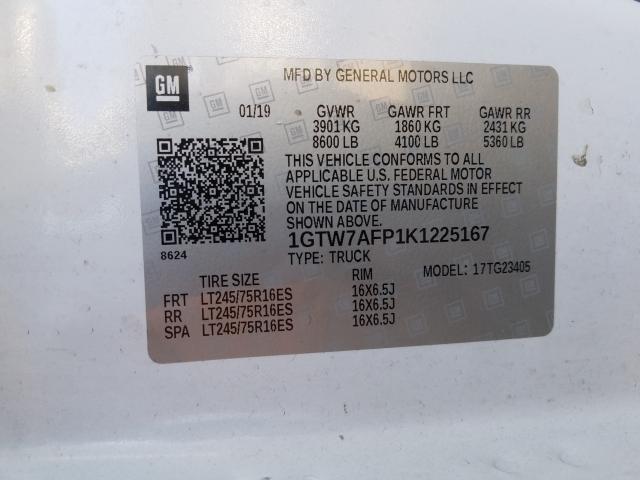 GM
MFD BY GENERAL MOTORS LLC
01/19 GVWR GAWR FRT GAWR RR
3901 KG 1860 KG 2431 KG
8600 LB 4100 LB 5360 LB
THIS VEHICLE CONFORMS TO ALL
APPLICABLE U.S. FEDERAL MOTOR
VEHICLE SAFETY STANDARDS IN EFFECT
ON THE DATE OF MANUFACTURE
SHOWN ABOVE.
8624
1GTW7AFP1K1225167
TYPE: TRUCK MODEL: 17TG23405
TIRE SIZE RIM
FRT LT245/75R16ES 16X6.5J
RR LT245/75R16ES 16X6.5J
SPA LT245/75R16ES 16X6.5J